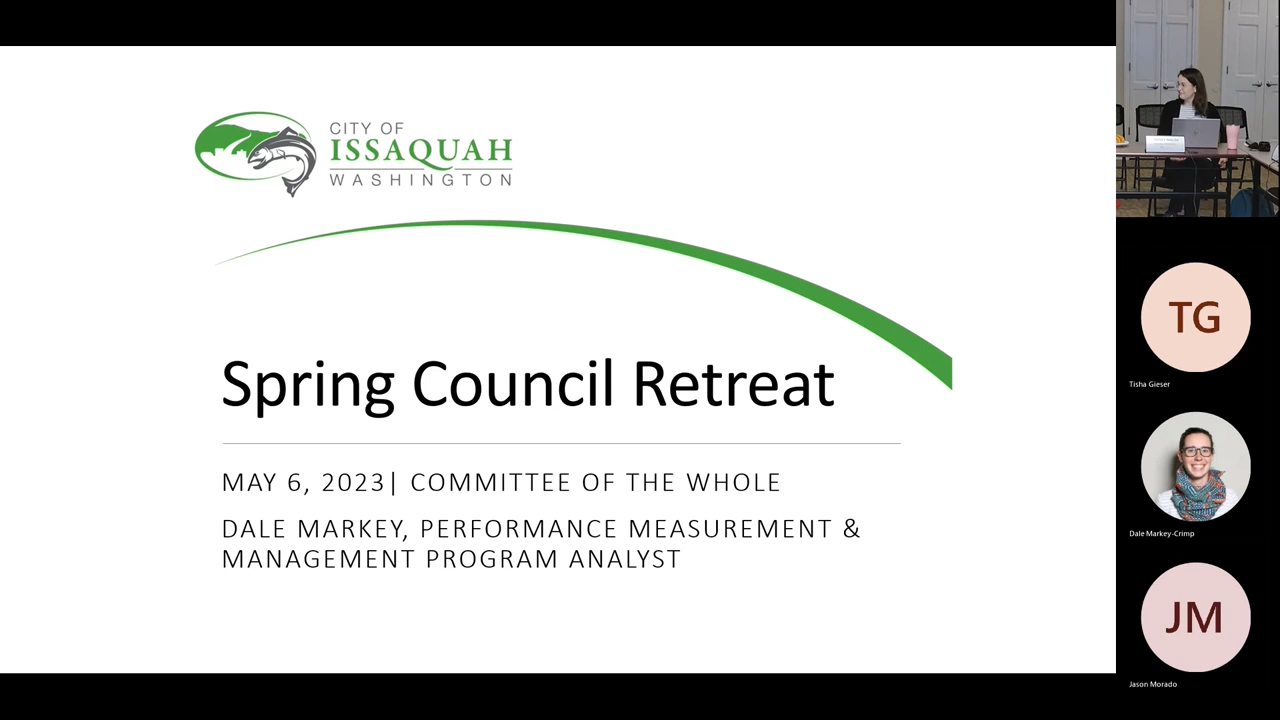 CITY OF
ISSAQUAH
WASHINGTON
Spring Council Retreat
MAY 6, 2023| COMMITTEE OF THE WHOLE
DALE MARKEY, PERFORMANCE MEASUREMENT &
MANAGEMENT PROGRAM ANALYST
TG
Tisha Gieser
Dale Markey-Crimp
JM
Jason Morado